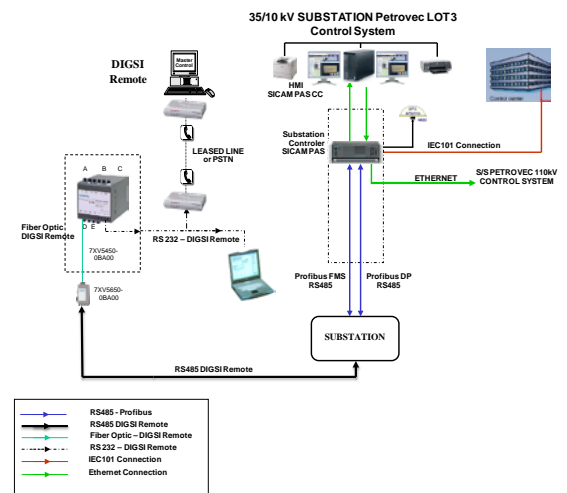 35/10 kV SUBSTATION Petrovec LOT3
Control System
DIGSI
Remote
Master
Control
HMI
SICAM PAS CC
Control center
LEASED LINE
or PSTN
Substation
Controler
SICAM PAS
IEC101 Connection
ETHERNET
S/S PETROVEC 110kV
CONTROL SYSTEM
A B C
D E
Fiber Optic
DIGSI Remote
7XV5450-
0BA00
RS 232 – DIGSI Remote
7XV5650-
0BA00
Profibus FMS
RS485
Profibus DP
RS485
SUBSTATION
RS485 DIGSI Remote
RS485 - Profibus
RS485 DIGSI Remote
Fiber Optic – DIGSI Remote
RS 232 – DIGSI Remote
IEC101 Connection
Ethernet Connection